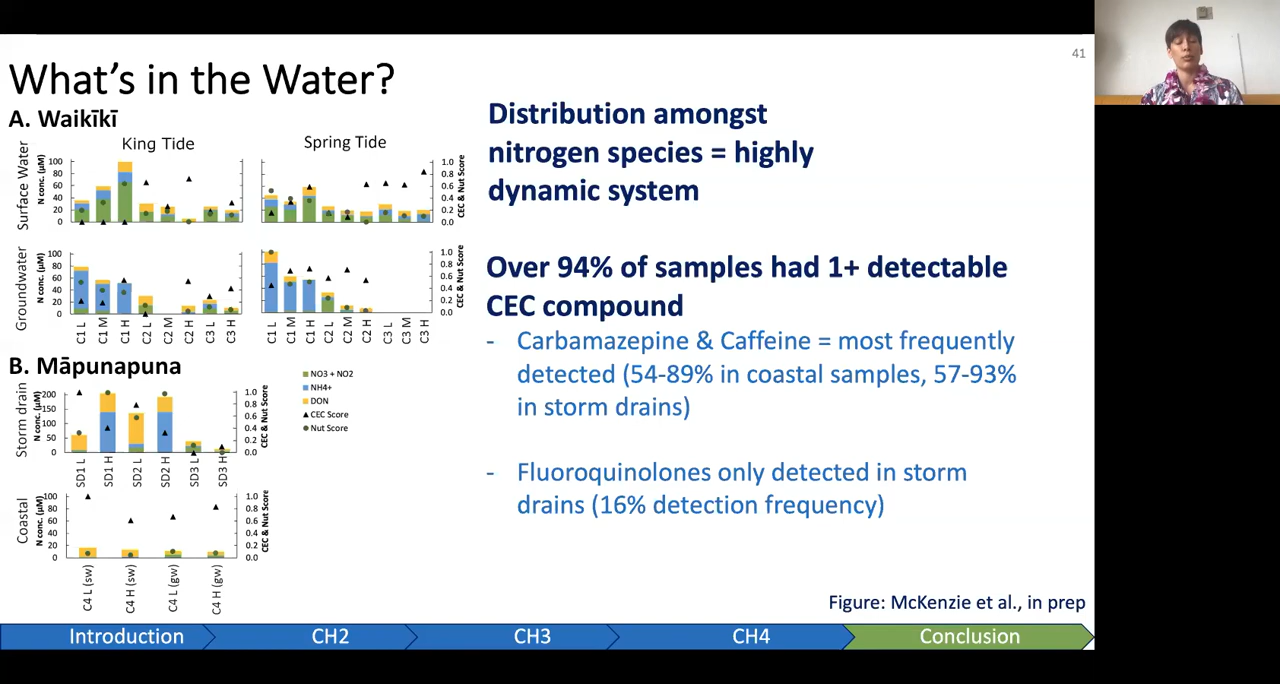 41
What's in the Water?
A. Waikīkī
King Tide
Spring Tide
Surface Water
N conc. (µM)
100
80
60
40
20
0
1.0
0.8
0.6
0.4
0.2
0.0
CEC & Nut Score
Groundwater
N conc. (µM)
100
80
60
40
20
0
1.0
0.8
0.6
0.4
0.2
0.0
CEC & Nut Score
C1 L
C1 M
C1 H
C2 L
C2 M
C2 H
C3 L
C3 H
C1 L
C1 M
C1 H
C2 L
C2 M
C2 H
C3 L
C3 M
C3 H
B. Māpunapuna
Storm drain
N conc. (µM)
200
150
100
50
0
1.0
0.8
0.6
0.4
0.2
0.0
CEC & Nut Score
SD1 L
SD1 H
SD2 L
SD2 H
SD3 L
SD3 H
NO3 + NO2
NH4+
DON
CEC Score
Nut Score
Coastal
N conc. (µM)
100
80
60
40
20
0
1.0
0.8
0.6
0.4
0.2
0.0
CEC & Nut Score
C4 L (sw)
C4 H (sw)
C4 L (gw)
C4 H (gw)
Distribution amongst
nitrogen species = highly
dynamic system
Over 94% of samples had 1+ detectable
CEC compound
- Carbamazepine & Caffeine = most frequently
detected (54-89% in coastal samples, 57-93%
in storm drains)
- Fluoroquinolones only detected in storm
drains (16% detection frequency)
Figure: McKenzie et al., in prep
Introduction
CH2
CH3
CH4
Conclusion